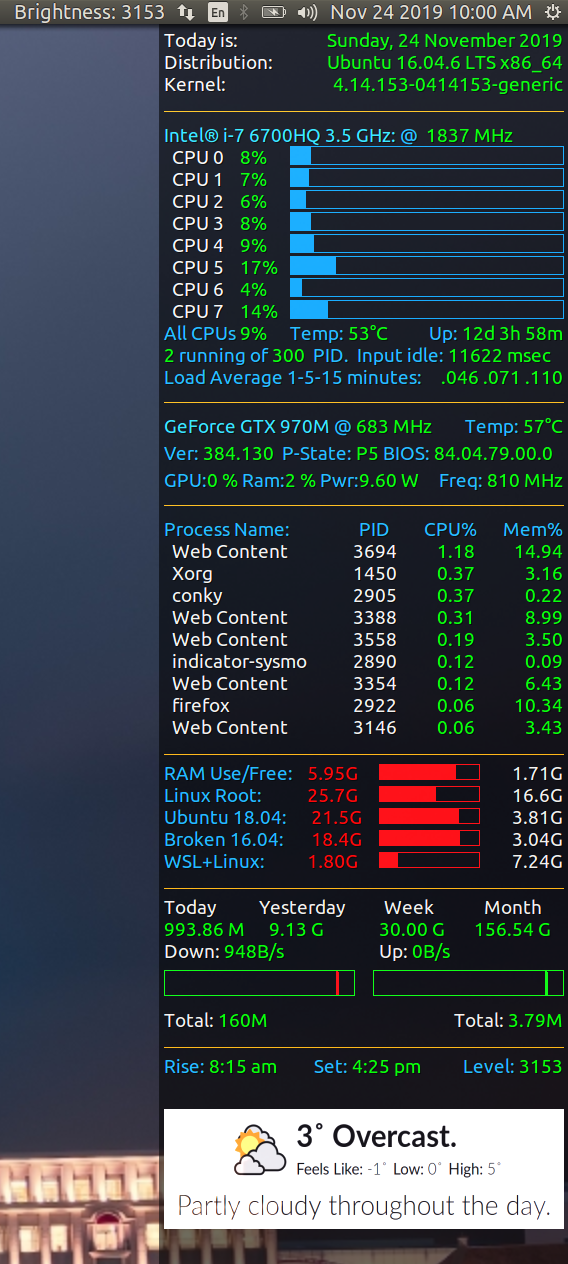 Brightness: 3153 En Nov 24 2019 10:00 AM
Today is: Sunday, 24 November 2019
Distribution: Ubuntu 16.04.6 LTS x86_64
Kernel: 4.14.153-0414153-generic
Intel® i-7 6700HQ 3.5 GHz: @ 1837 MHz
CPU 0 8%
CPU 1 7%
CPU 2 6%
CPU 3 8%
CPU 4 9%
CPU 5 17%
CPU 6 4%
CPU 7 14%
All CPUs 9% Temp: 53°C Up: 12d 3h 58m
2 running of 300 PID. Input idle: 11622 msec
Load Average 1-5-15 minutes: .046 .071 .110
GeForce GTX 970M @ 683 MHz Temp: 57°C
Ver: 384.130 P-State: P5 BIOS: 84.04.79.00.0
GPU:0 % Ram:2 % Pwr:9.60 W Freq: 810 MHz
Process Name: PID CPU% Mem%
Web Content 3694 1.18 14.94
Xorg 1450 0.37 3.16
conky 2905 0.37 0.22
Web Content 3388 0.31 8.99
Web Content 3558 0.19 3.50
indicator-sysmo 2890 0.12 0.09
Web Content 3354 0.12 6.43
firefox 2922 0.06 10.34
Web Content 3146 0.06 3.43
RAM Use/Free: 5.95G 1.71G
Linux Root: 25.7G 16.6G
Ubuntu 18.04: 21.5G 3.81G
Broken 16.04: 18.4G 3.04G
WSL+Linux: 1.80G 7.24G
Today Yesterday Week Month
993.86 M 9.13 G 30.00 G 156.54 G
Down: 948B/s Up: 0B/s
Total: 160M Total: 3.79M
Rise: 8:15 am Set: 4:25 pm Level: 3153
3° Overcast.
Feels Like: -1° Low: 0° High: 5°
Partly cloudy throughout the day.